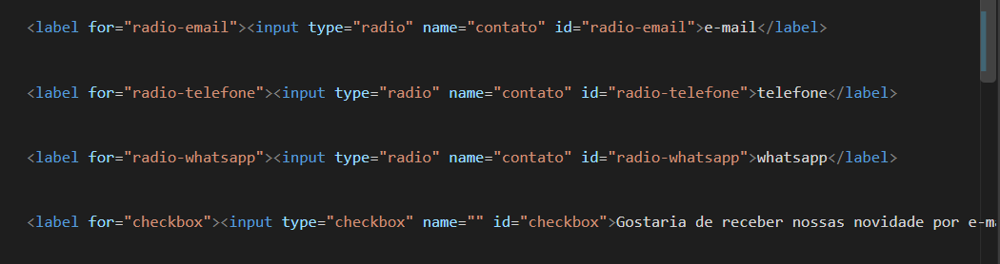 <label for="radio-email"><input type="radio" name="contato" id="radio-email">e-mail</label>
<label for="radio-telefone"><input type="radio" name="contato" id="radio-telefone">telefone</label>
<label for="radio-whatsapp"><input type="radio" name="contato" id="radio-whatsapp">whatsapp</label>
<label for="checkbox"><input type="checkbox" name="" id="checkbox">Gostaria de receber nossas novidade por e-ma